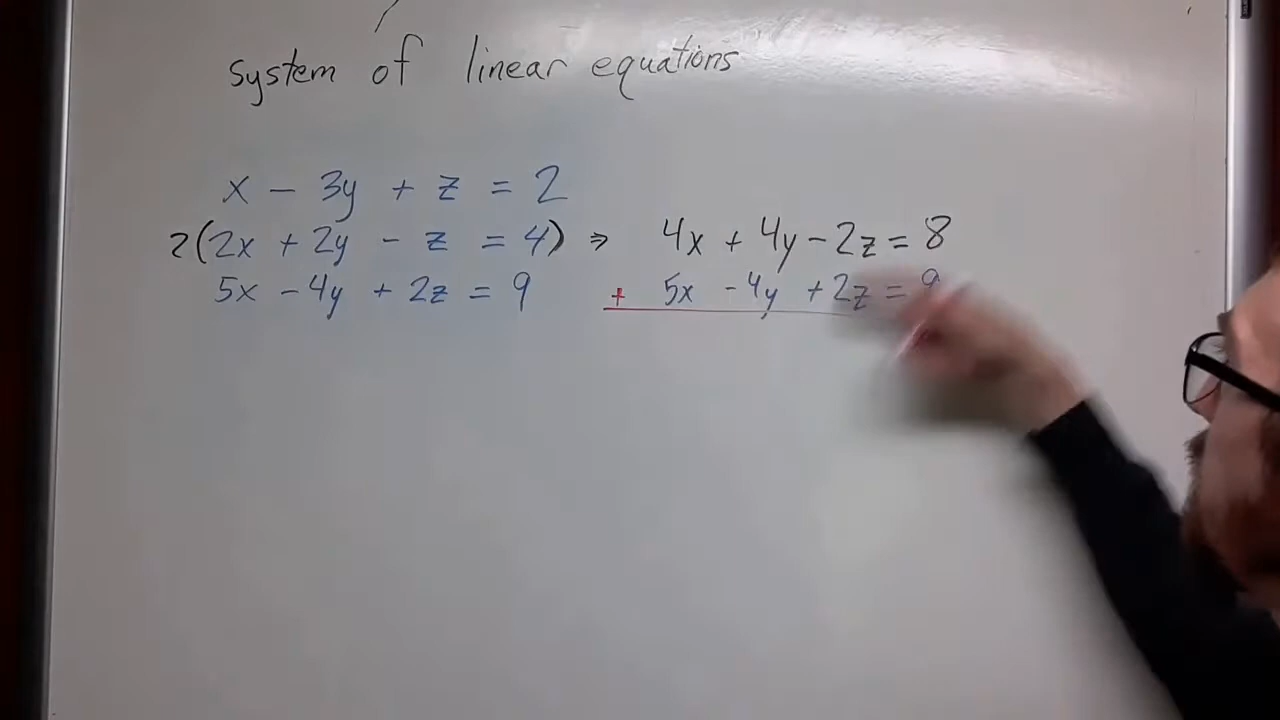 system of linear equations
x - 3y + z = 2
2(2x + 2y - z = 4) ⇒ 4x + 4y - 2z = 8
5x - 4y + 2z = 9 + 5x - 4y + 2z = 9